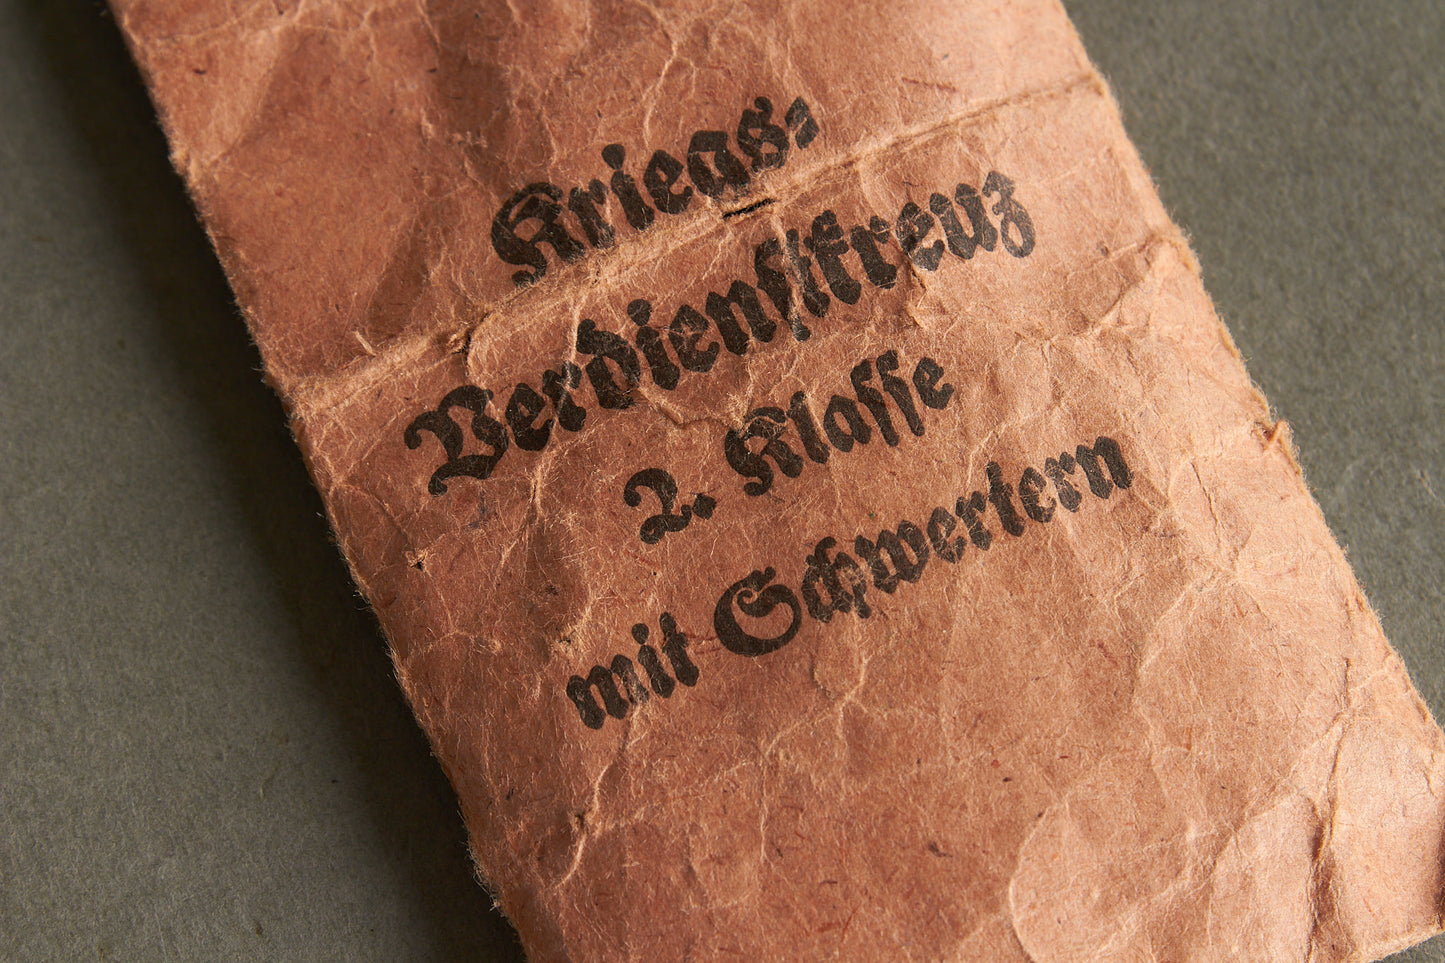 Kriegs-
Verdienſtkreuz
2. Klaſſe
mit Schwertern